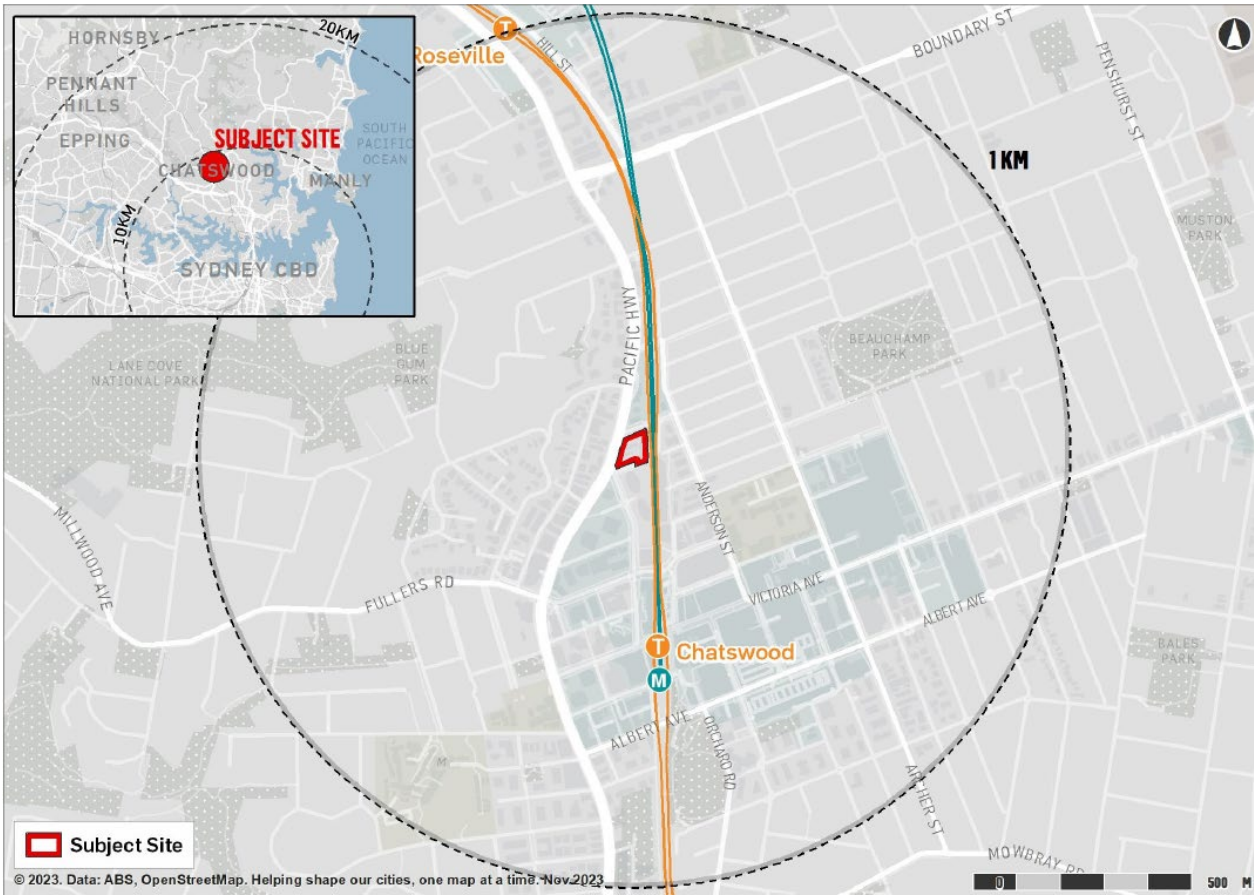 HORNSBY
20KM
PENNANT
HILLS
EPPING
SUBJECT SITE
SOUTH
PACIFIC
OCEAN
CHATSWOOD
MANLY
10KM
SYDNEY CBD
T
Roseville
HILL ST
BOUNDARY ST
PENSHURST ST
1 KM
MUSTON
PARK
PACIFIC HWY
BEAUCHAMP
PARK
LANE COVE
NATIONAL PARK
BLUE
GUM
PARK
ANDERSON ST
MILLWOOD AVE
FULLERS RD
VICTORIA AVE
ALBERT AVE
T Chatswood
M
BALES
PARK
ALBERT AVE
ORCHARD RD
ARCHER ST
MOWBRAY RD
Subject Site
© 2023. Data: ABS, OpenStreetMap. Helping shape our cities, one map at a time. Nov 2023
0 500 M